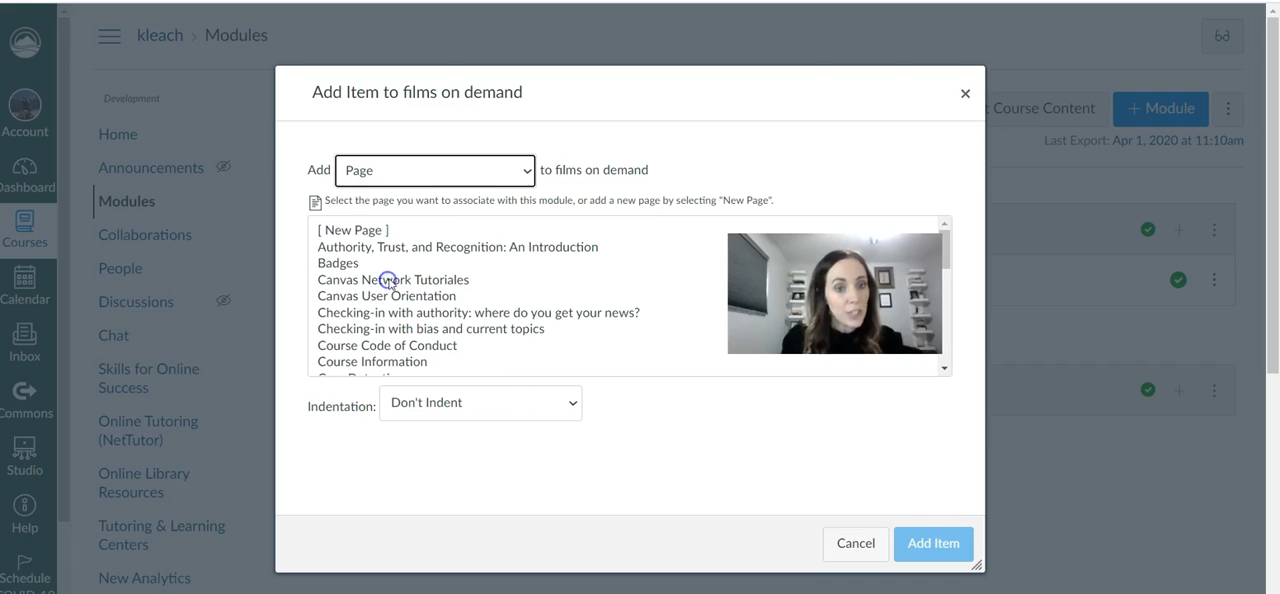 kleach › Modules
Account
Dashboard
Courses
Calendar
Inbox
Commons
Studio
Help
Schedule
Development
Home
Announcements
Modules
Collaborations
People
Discussions
Chat
Skills for Online
Success
Online Tutoring
(NetTutor)
Online Library
Resources
Tutoring & Learning
Centers
New Analytics
Course Content
+ Module
Last Export: Apr 1, 2020 at 11:10am
Add Item to films on demand
×
Add Page to films on demand
Select the page you want to associate with this module, or add a new page by selecting "New Page".
[ New Page ]
Authority, Trust, and Recognition: An Introduction
Badges
Canvas Network Tutoriales
Canvas User Orientation
Checking-in with authority: where do you get your news?
Checking-in with bias and current topics
Course Code of Conduct
Course Information
Indentation: Don't Indent
Cancel
Add Item